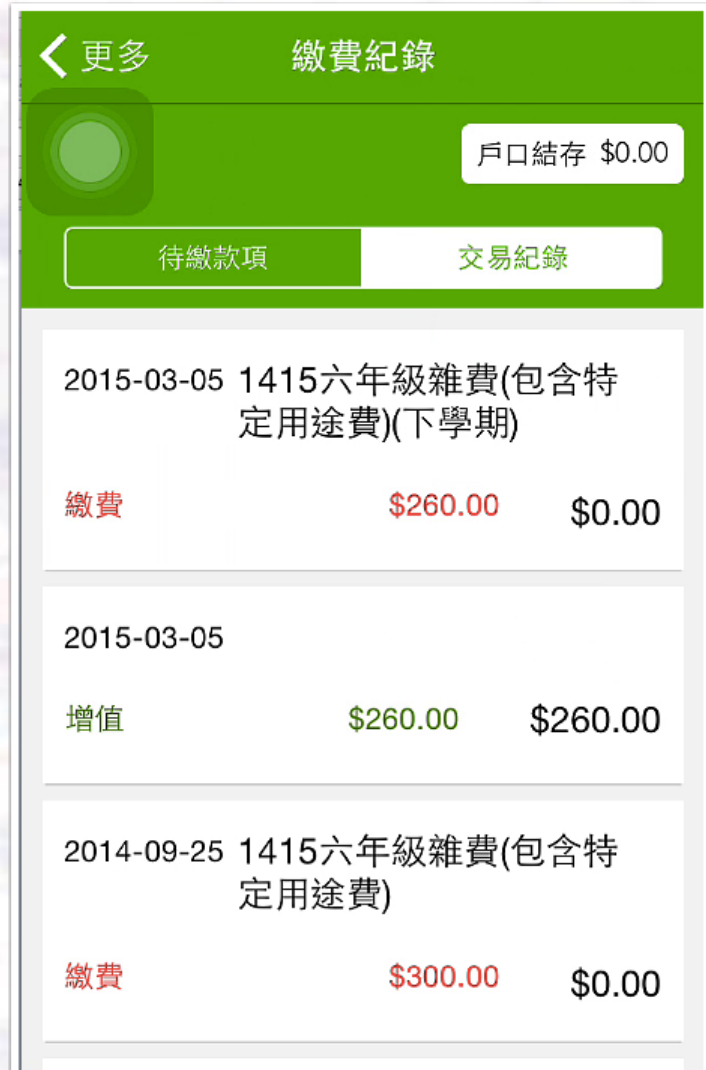 更多 繳費紀錄
戶口結存 $0.00
待繳款項 交易紀錄
2015-03-05 1415六年級雜費(包含特
定用途費)(下學期)
繳費 $260.00 $0.00
2015-03-05
增值 $260.00 $260.00
2014-09-25 1415六年級雜費(包含特
定用途費)
繳費 $300.00 $0.00